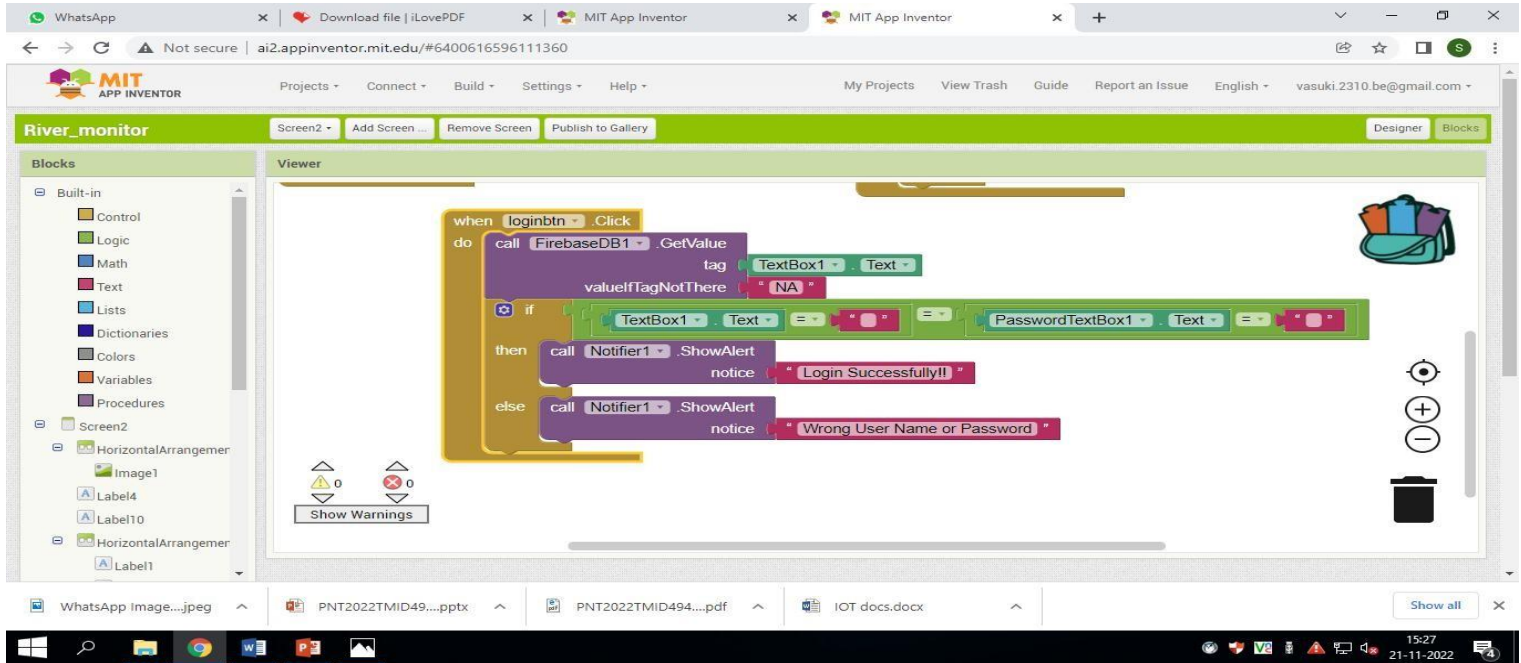 WhatsApp
Download file | iLovePDF
MIT App Inventor
MIT App Inventor
Not secure | ai2.appinventor.mit.edu/#6400616596111360
S
MIT
APP INVENTOR
Projects Connect Build Settings Help My Projects View Trash Guide Report an Issue English vasuki.2310.be@gmail.com
River_monitor Screen2 Add Screen ... Remove Screen Publish to Gallery Designer Blocks
Blocks
Viewer
Built-in
Control
Logic
Math
Text
Lists
Dictionaries
Colors
Variables
Procedures
Screen2
HorizontalArrangemer
Image1
Label4
Label10
HorizontalArrangemer
Label1
when loginbtn .Click
do call FirebaseDB1 .GetValue
tag TextBox1 . Text
valueIfTagNotThere " NA "
if TextBox1 . Text = " " = PasswordTextBox1 . Text = " "
then call Notifier1 .ShowAlert
notice " Login Successfully!! "
else call Notifier1 .ShowAlert
notice " Wrong User Name or Password "
0 0
Show Warnings
WhatsApp Image....jpeg PNT2022TMID49....pptx PNT2022TMID494....pdf IOT docs.docx Show all
15:27
21-11-2022
4